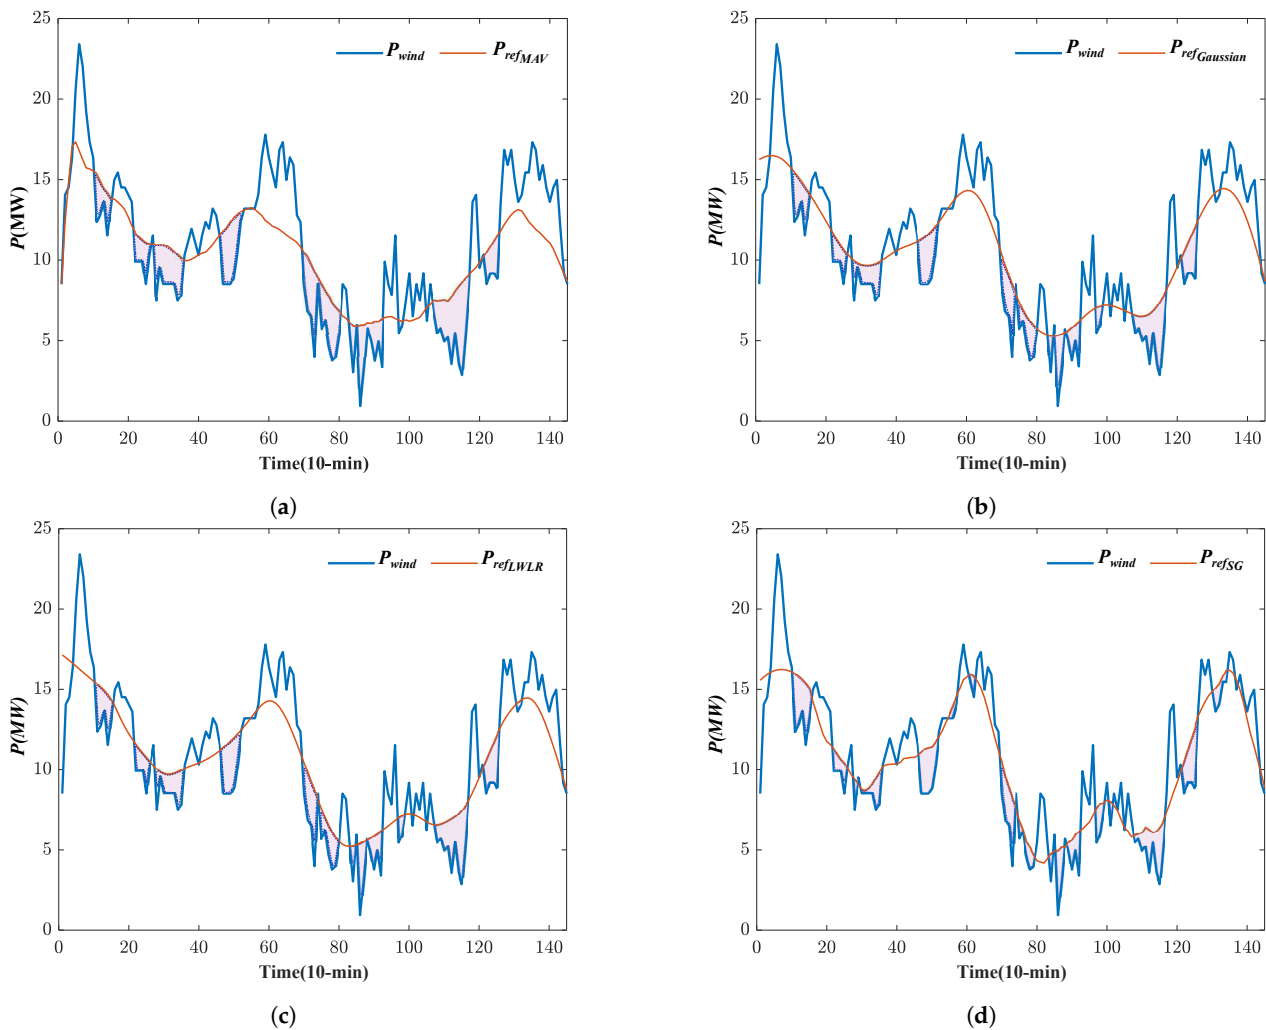 25
20
15
10
5
0
P(MW)
P_wind P_refMAV
0 20 40 60 80 100 120 140
Time(10-min)
(a)
25
20
15
10
5
0
P(MW)
P_wind P_refGaussian
0 20 40 60 80 100 120 140
Time(10-min)
(b)
25
20
15
10
5
0
P(MW)
P_wind P_refLWLR
0 20 40 60 80 100 120 140
Time(10-min)
(c)
25
20
15
10
5
0
P(MW)
P_wind P_refSG
0 20 40 60 80 100 120 140
Time(10-min)
(d)